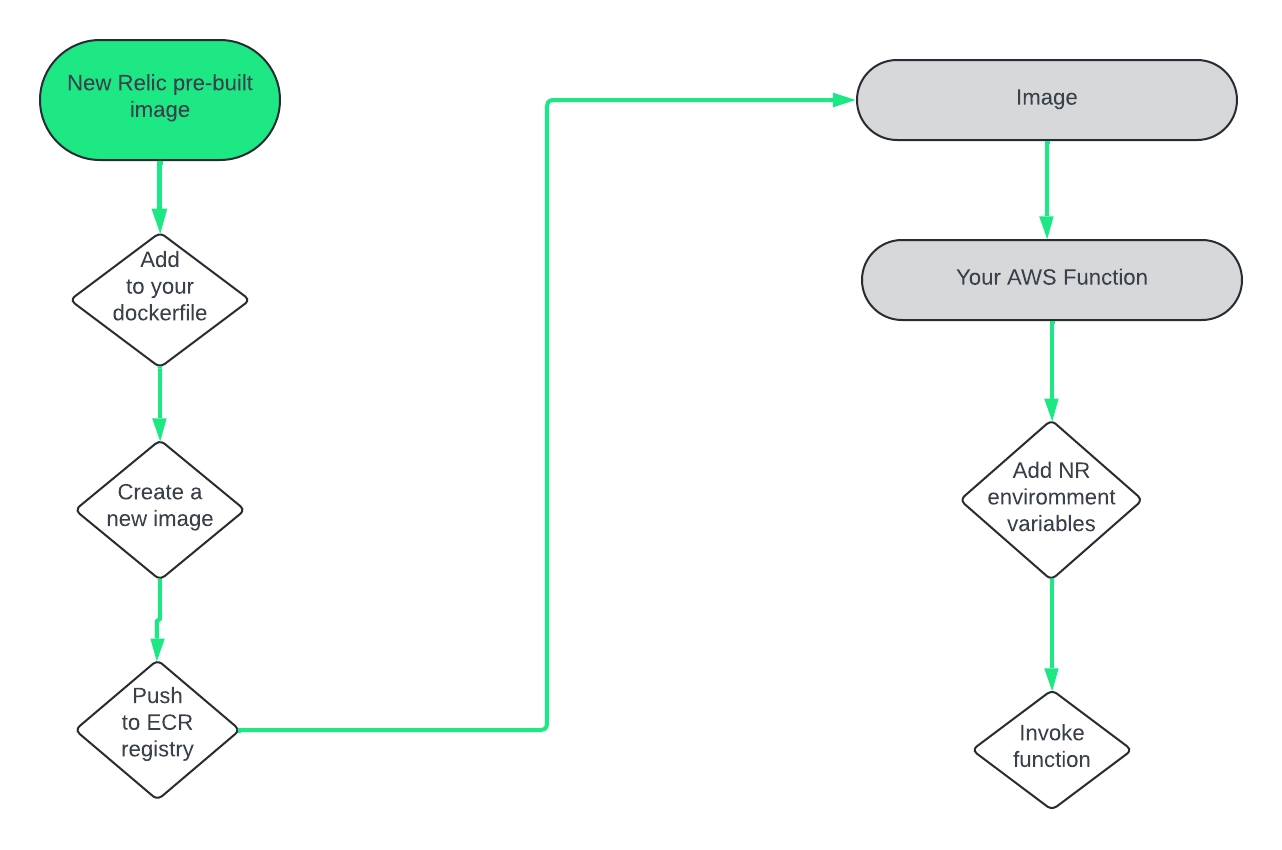 New Relic pre-built
image
Add
to your
dockerfile
Create a
new image
Push
to ECR
registry
Image
Your AWS Function
Add NR
enviromment
variables
Invoke
function